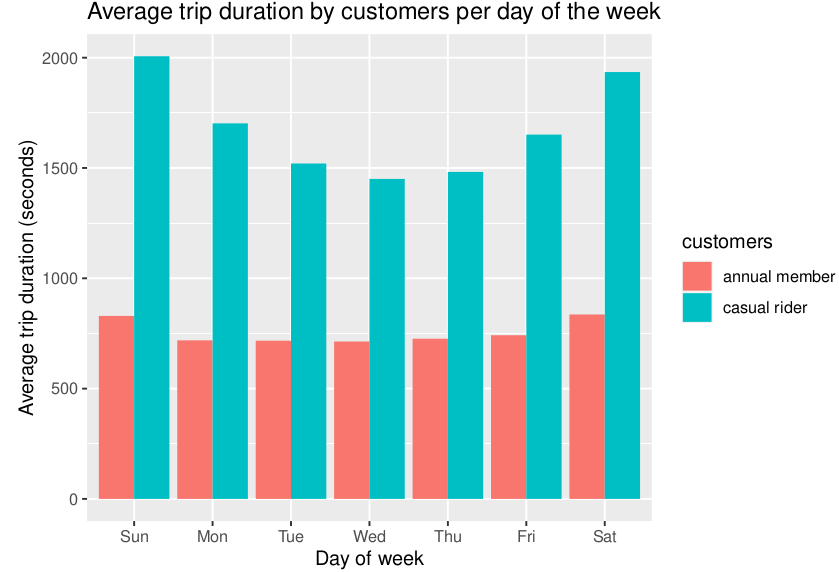 Average trip duration by customers per day of the week
Average trip duration (seconds)
2000
1500
1000
500
0
Sun Mon Tue Wed Thu Fri Sat
Day of week
customers
annual member
casual rider